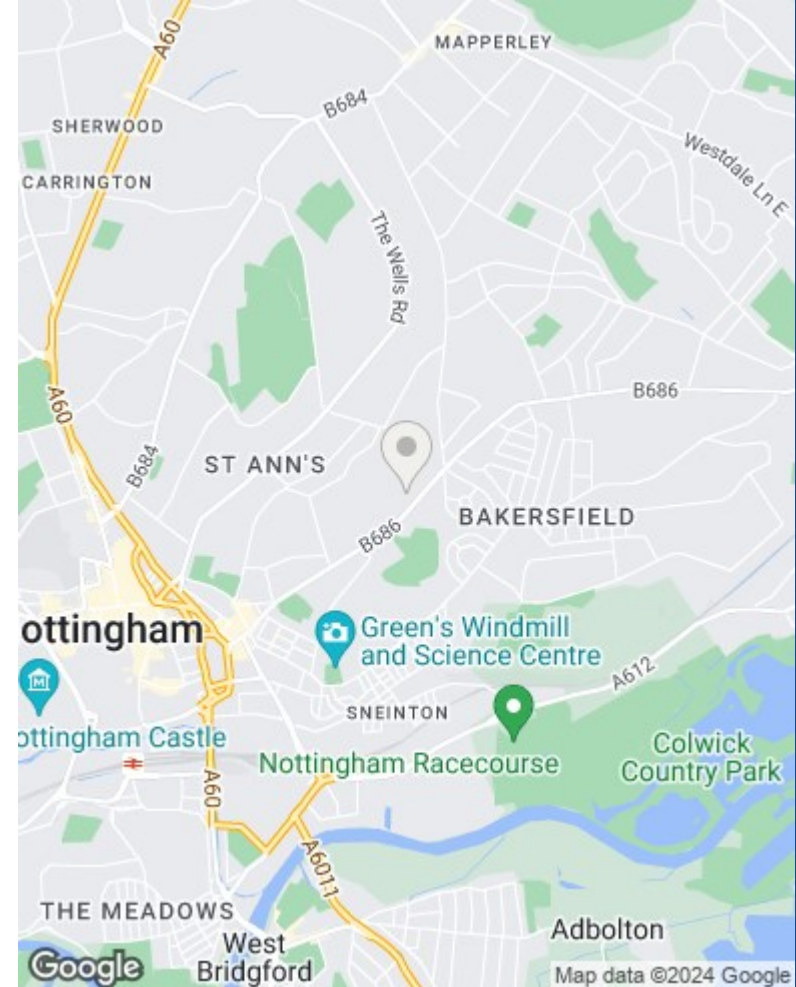 A60
MAPPERLEY
B684
SHERWOOD
Westdale Ln E
CARRINGTON
The Wells Rd
A60
B686
B684
ST ANN'S
BAKERSFIELD
B686
ottingham
Green's Windmill
and Science Centre
A612
SNEINTON
ottingham Castle
Nottingham Racecourse
Colwick
Country Park
A60
A6011
THE MEADOWS
West
Bridgford
Adbolton
Google
Map data ©2024 Google